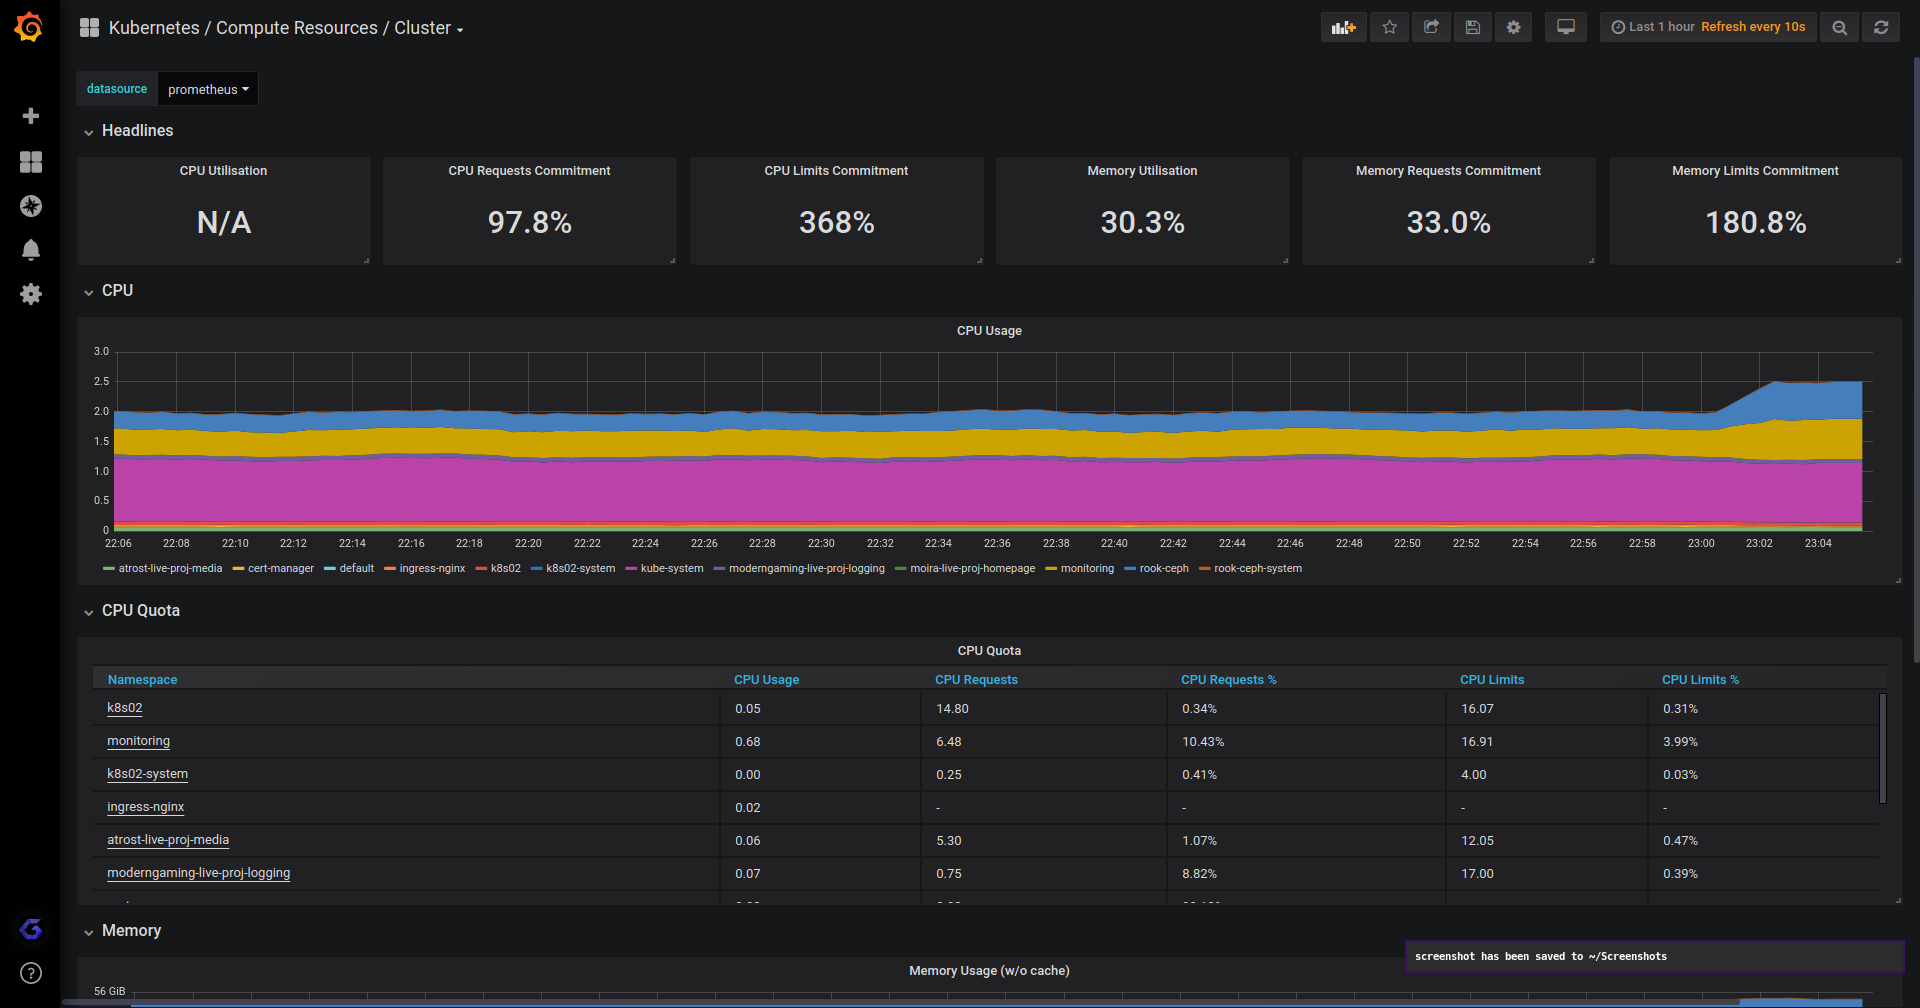 Kubernetes / Compute Resources / Cluster
Last 1 hour Refresh every 10s
datasource prometheus
Headlines
CPU Utilisation CPU Requests Commitment CPU Limits Commitment Memory Utilisation Memory Requests Commitment Memory Limits Commitment
N/A 97.8% 368% 30.3% 33.0% 180.8%
CPU
CPU Usage
3.0
2.5
2.0
1.5
1.0
0.5
0
22:06 22:08 22:10 22:12 22:14 22:16 22:18 22:20 22:22 22:24 22:26 22:28 22:30 22:32 22:34 22:36 22:38 22:40 22:42 22:44 22:46 22:48 22:50 22:52 22:54 22:56 22:58 23:00 23:02 23:04
atrost-live-proj-media cert-manager default ingress-nginx k8s02 k8s02-system kube-system moderngaming-live-proj-logging moira-live-proj-homepage monitoring rook-ceph rook-ceph-system
CPU Quota
CPU Quota
Namespace CPU Usage CPU Requests CPU Requests % CPU Limits CPU Limits %
k8s02 0.05 14.80 0.34% 16.07 0.31%
monitoring 0.68 6.48 10.43% 16.91 3.99%
k8s02-system 0.00 0.25 0.41% 4.00 0.03%
ingress-nginx 0.02 - - - -
atrost-live-proj-media 0.06 5.30 1.07% 12.05 0.47%
moderngaming-live-proj-logging 0.07 0.75 8.82% 17.00 0.39%
Memory
screenshot has been saved to ~/Screenshots
Memory Usage (w/o cache)
56 GiB